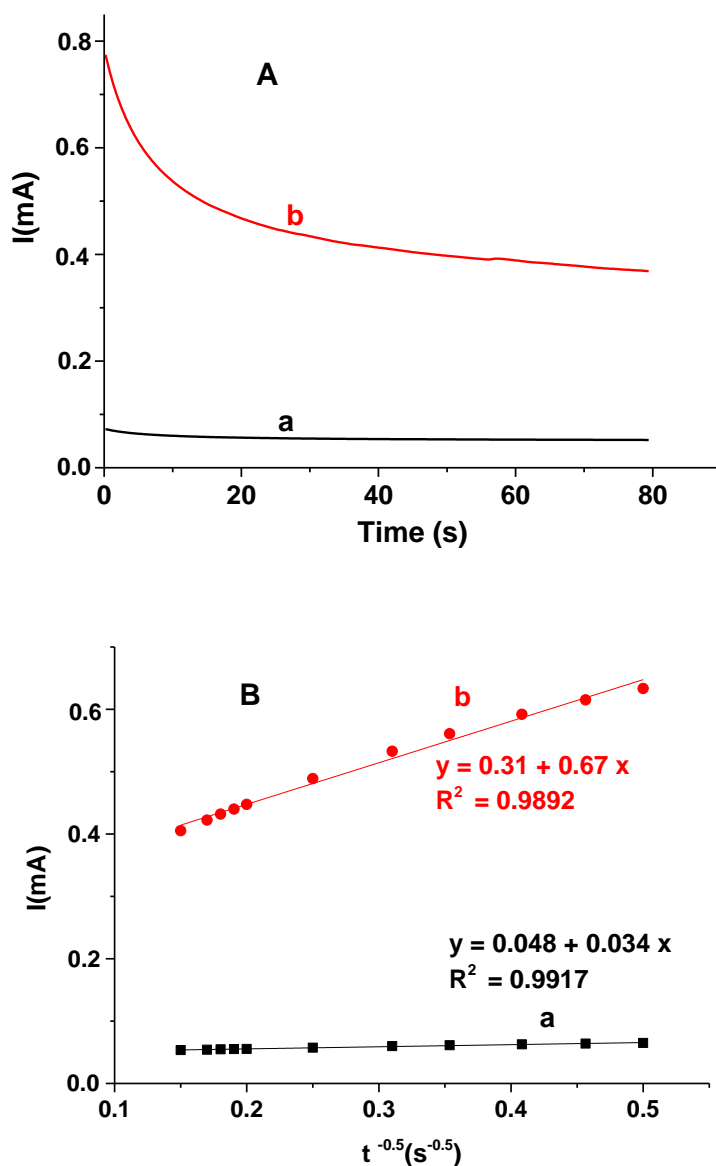 0.8
A
0.6
I(mA)
b
0.4
0.2
a
0.0
0
20
40
60
80
Time (s)
B
b
0.6
y = 0.31 + 0.67 x
R² = 0.9892
I(mA)
0.4
0.2
y = 0.048 + 0.034 x
R² = 0.9917
a
0.0
0.1
0.2
0.3
0.4
0.5
t ⁻⁰·⁵(s⁻⁰·⁵)